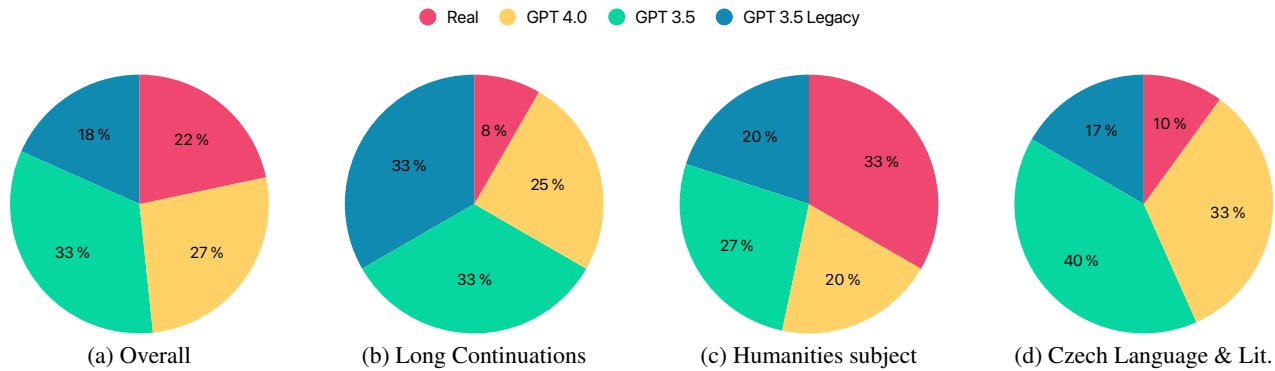 Real GPT 4.0 GPT 3.5 GPT 3.5 Legacy
18 % 22 % 33 % 27 %
(a) Overall
8 % 33 % 25 % 33 %
(b) Long Continuations
20 % 33 % 27 % 20 %
(c) Humanities subject
17 % 10 % 33 % 40 %
(d) Czech Language & Lit.